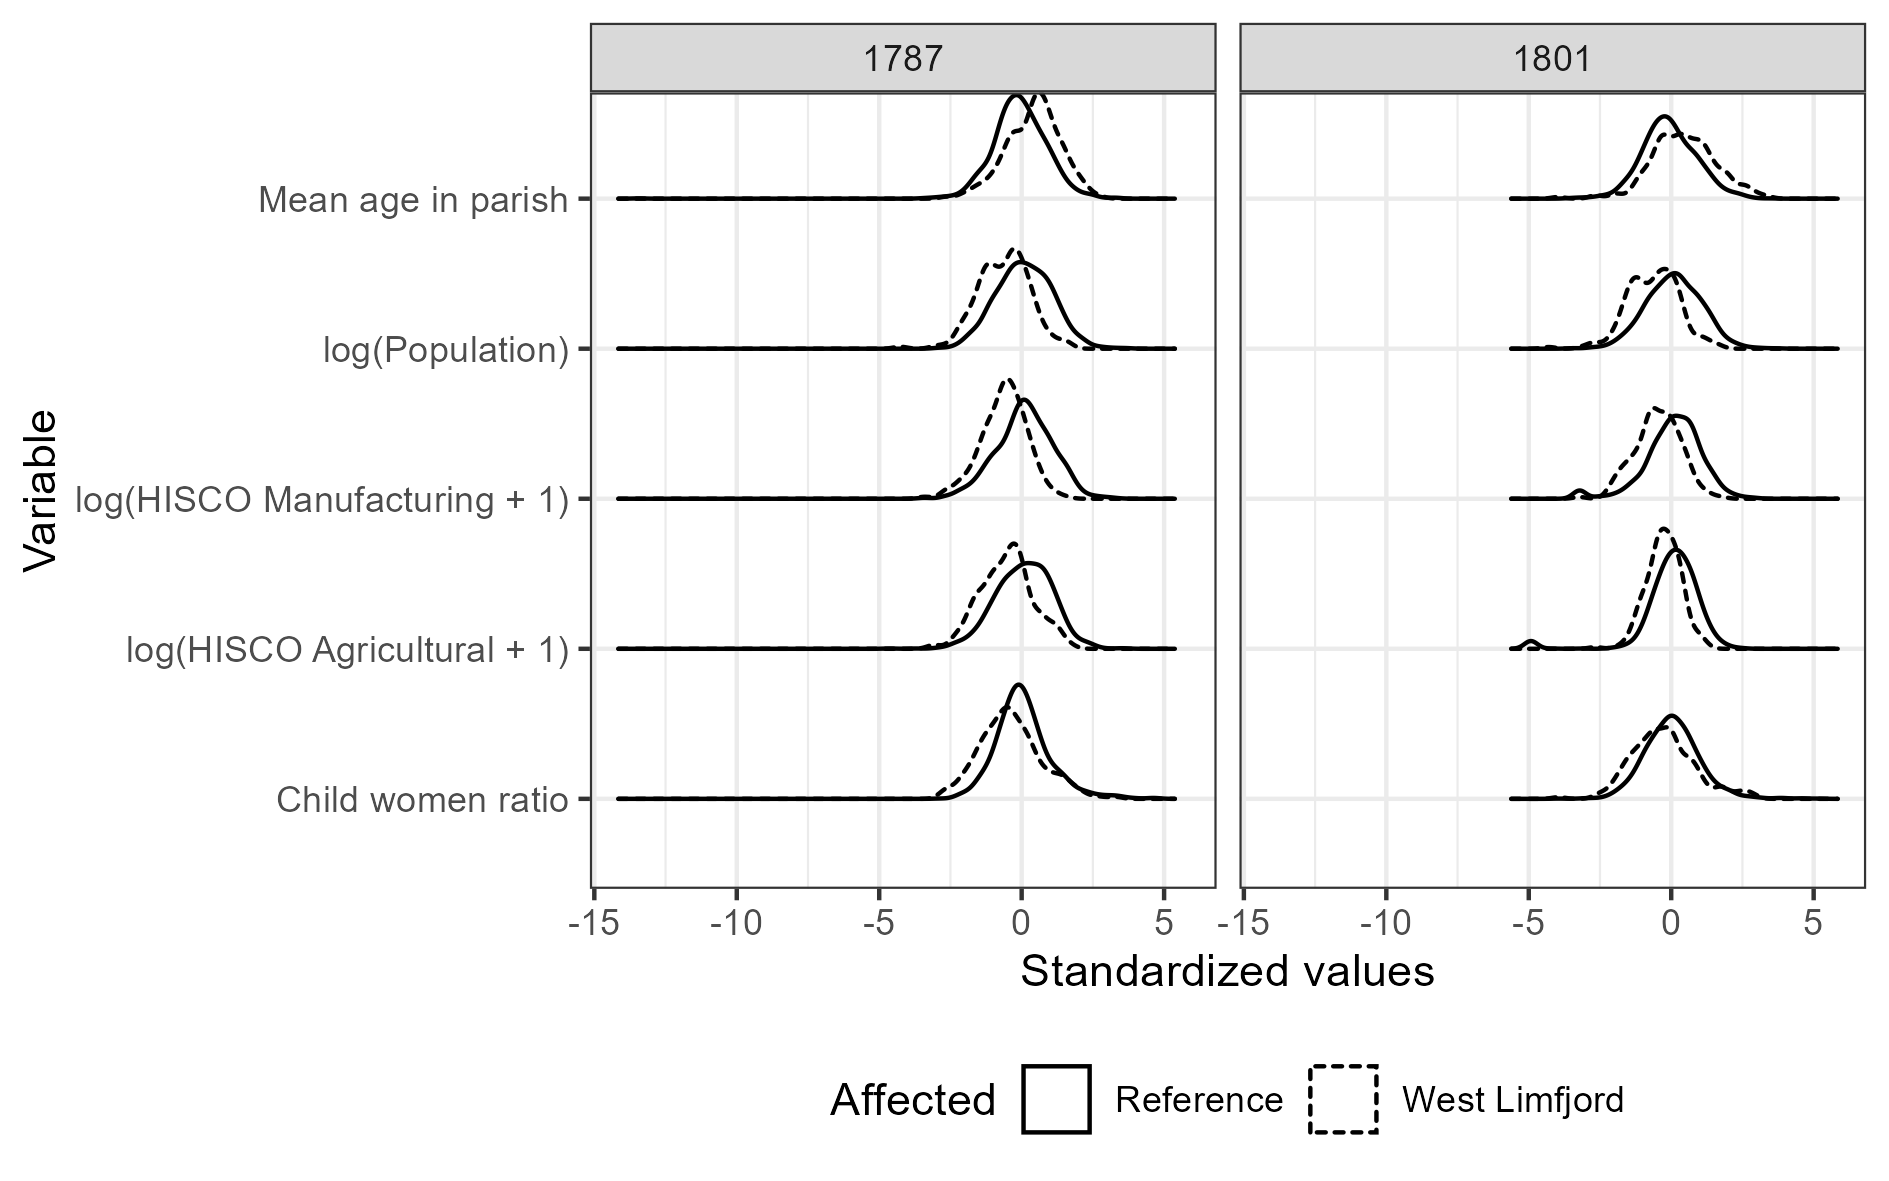 1787 1801
Mean age in parish
log(Population)
log(HISCO Manufacturing + 1)
log(HISCO Agricultural + 1)
Child women ratio
Variable
-15 -10 -5 0 5 -15 -10 -5 0 5
Standardized values
Affected Reference West Limfjord